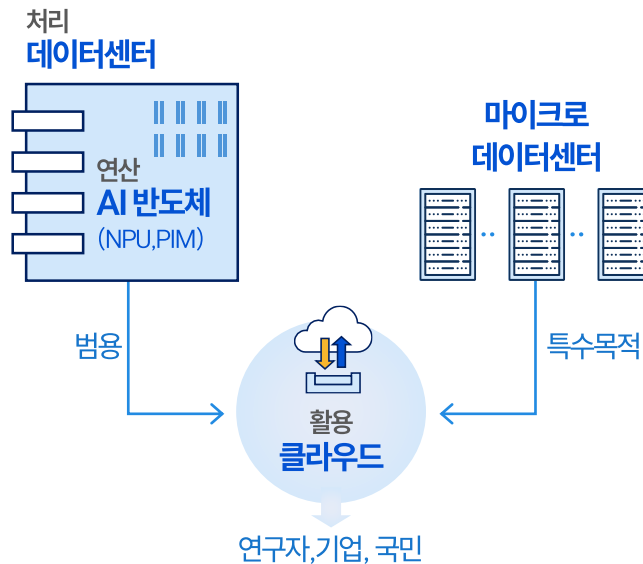 처리
데이터센터
연산
AI 반도체
(NPU,PIM)
마이크로
데이터센터
범용
특수목적
활용
클라우드
연구자,기업, 국민